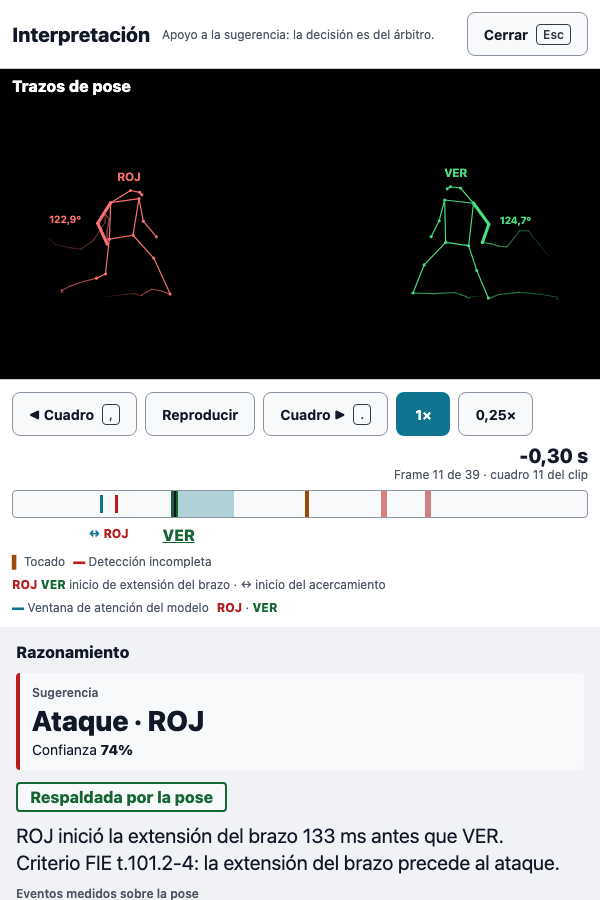 Interpretación
Apoyo a la sugerencia: la decisión es del árbitro.
Cerrar Esc
Trazos de pose
ROJ
VER
122,9°
124,7°
◄ Cuadro ,
Reproducir
Cuadro ► .
1×
0,25×
-0,30 s
Frame 11 de 39 · cuadro 11 del clip
↔ ROJ
VER
Tocado
Detección incompleta
ROJ VER inicio de extensión del brazo · ↔ inicio del acercamiento
Ventana de atención del modelo ROJ · VER
Razonamiento
Sugerencia
Ataque · ROJ
Confianza 74%
Respaldada por la pose
ROJ inició la extensión del brazo 133 ms antes que VER.
Criterio FIE t.101.2-4: la extensión del brazo precede al ataque.
Eventos medidos sobre la pose